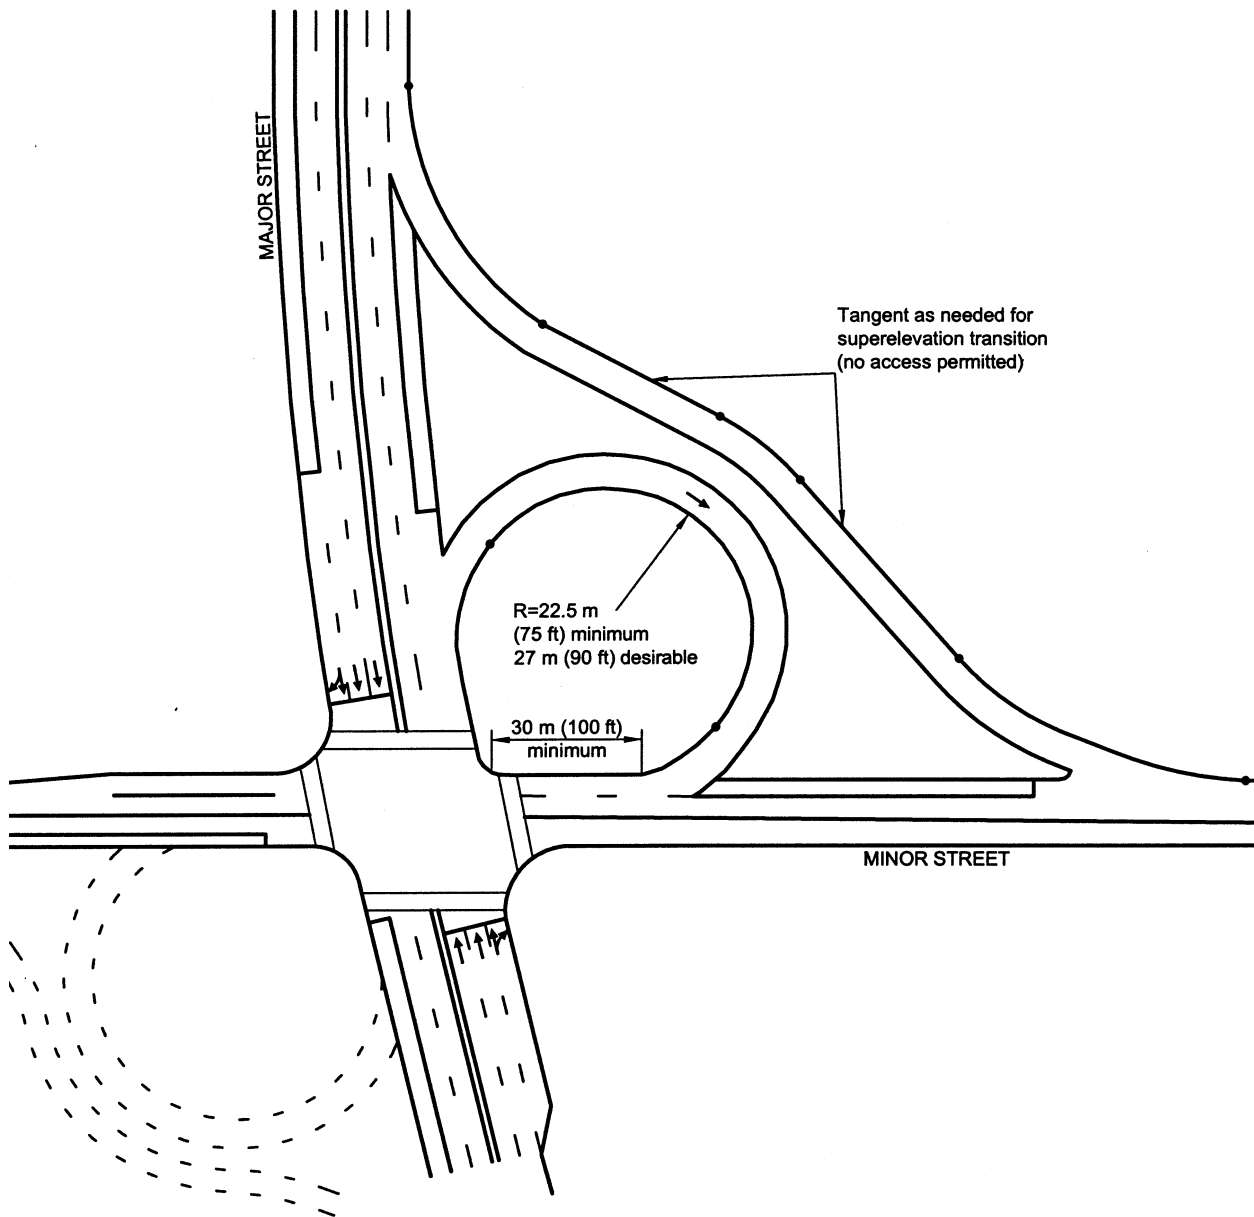 MAJOR STREET
Tangent as needed for
superelevation transition
(no access permitted)
R=22.5 m
(75 ft) minimum
27 m (90 ft) desirable
30 m (100 ft)
minimum
MINOR STREET